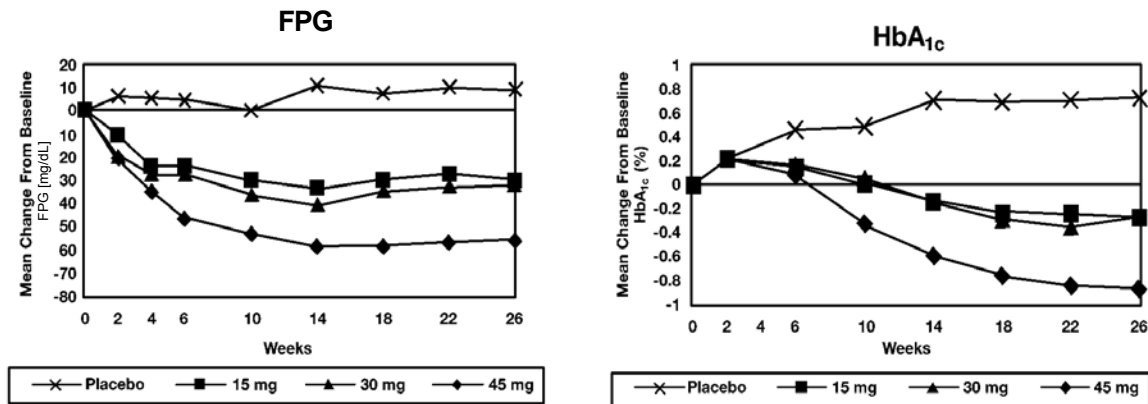 FPG
Mean Change From Baseline
FPG [mg/dL]
20
10
0
10
20
30
40
50
60
-70
-80
0 2 4 6 10 14 18 22 26
Weeks
Placebo 15 mg 30 mg 45 mg
HbA1c
Mean Change From Baseline
HbA1c (%)
1
0.8
0.6
0.4
0.2
0
-0.2
-0.4
-0.6
-0.8
-1
0 2 4 6 10 14 18 22 26
Weeks
Placebo 15 mg 30 mg 45 mg